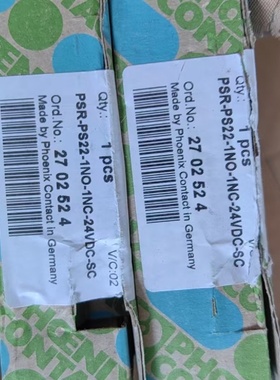 Qty.:
1 pcs
PSR-PS22-1NO-1NC-24VDC-SC
Ord.No.: 27 02 52 4
Made by Phoenix Contact in Germany
V/C:02
Qty.:
1 pcs
PSR-PS22-1NO-1NC-24VDC-SC
Ord.No.: 27 02 52 4
Made by Phoenix Contact in Germany
PHOENIX
CONTACT